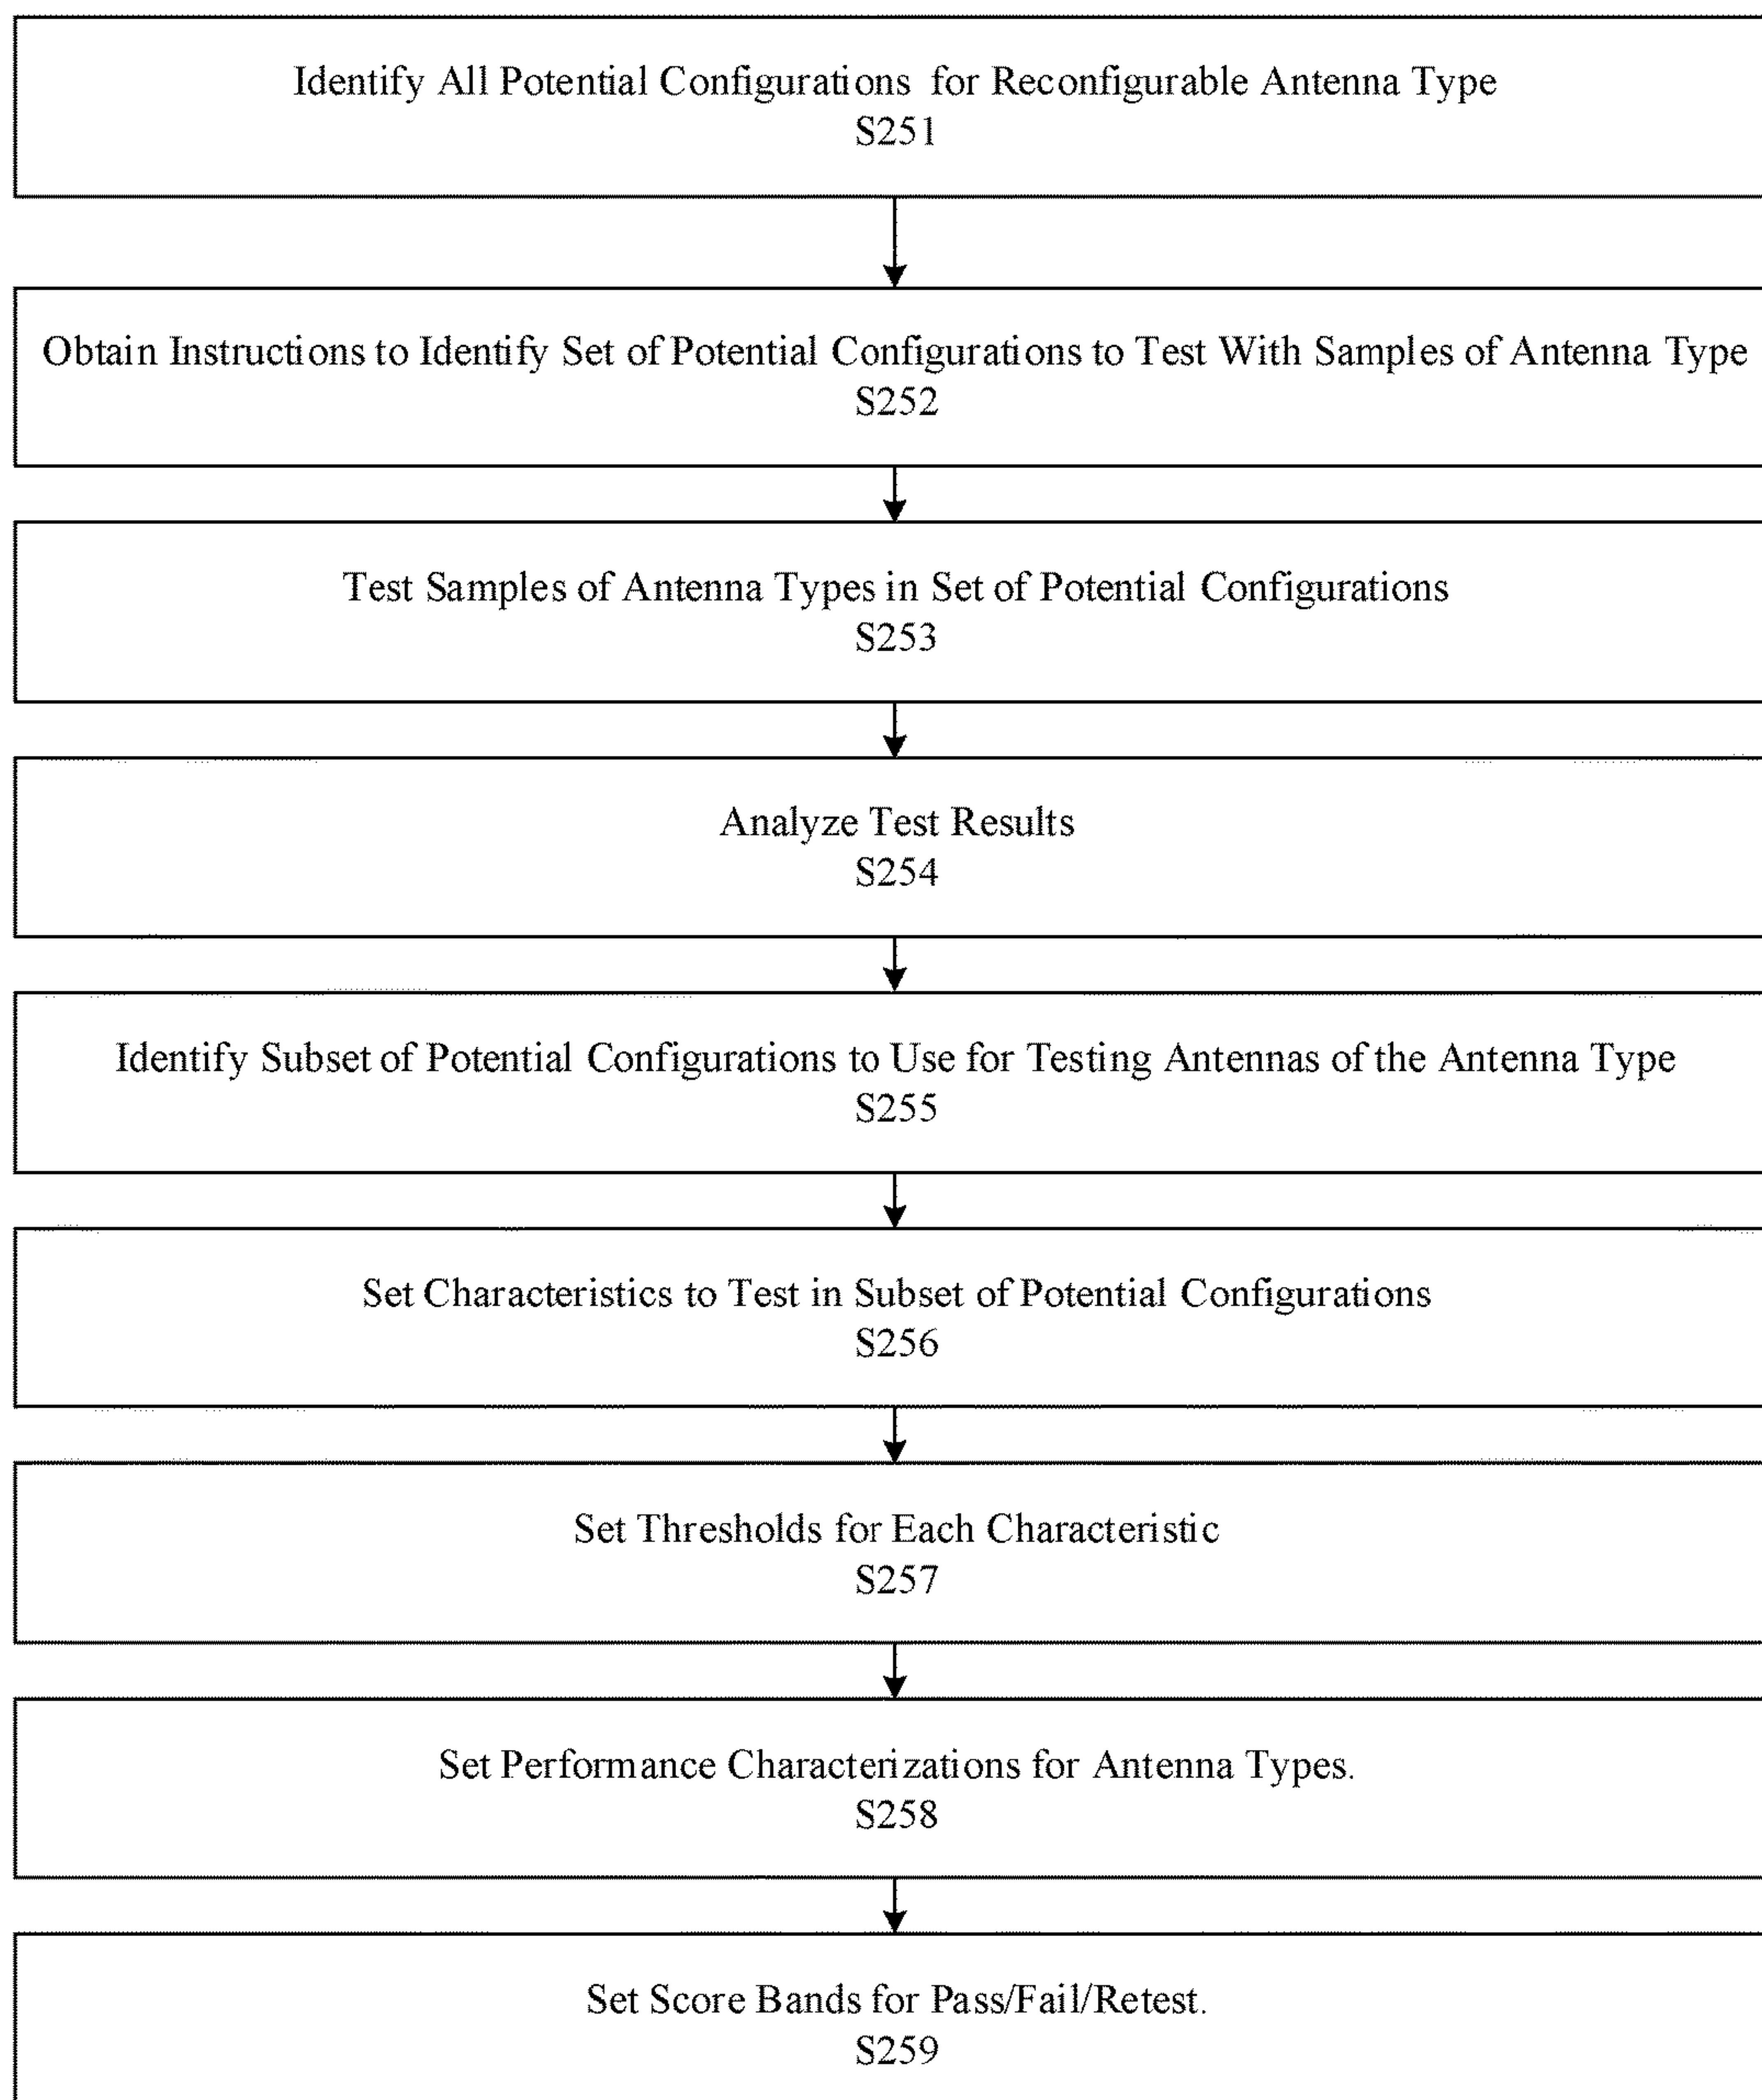 Identify All Potential Configurations for Reconfigurable Antenna Type
S251
Obtain Instructions to Identify Set of Potential Configurations to Test With Samples of Antenna Type
S252
Test Samples of Antenna Types in Set of Potential Configurations
S253
Analyze Test Results
S254
Identify Subset of Potential Configurations to Use for Testing Antennas of the Antenna Type
S255
Set Characteristics to Test in Subset of Potential Configurations
S256
Set Thresholds for Each Characteristic
S257
Set Performance Characterizations for Antenna Types.
S258
Set Score Bands for Pass/Fail/Retest.
S259